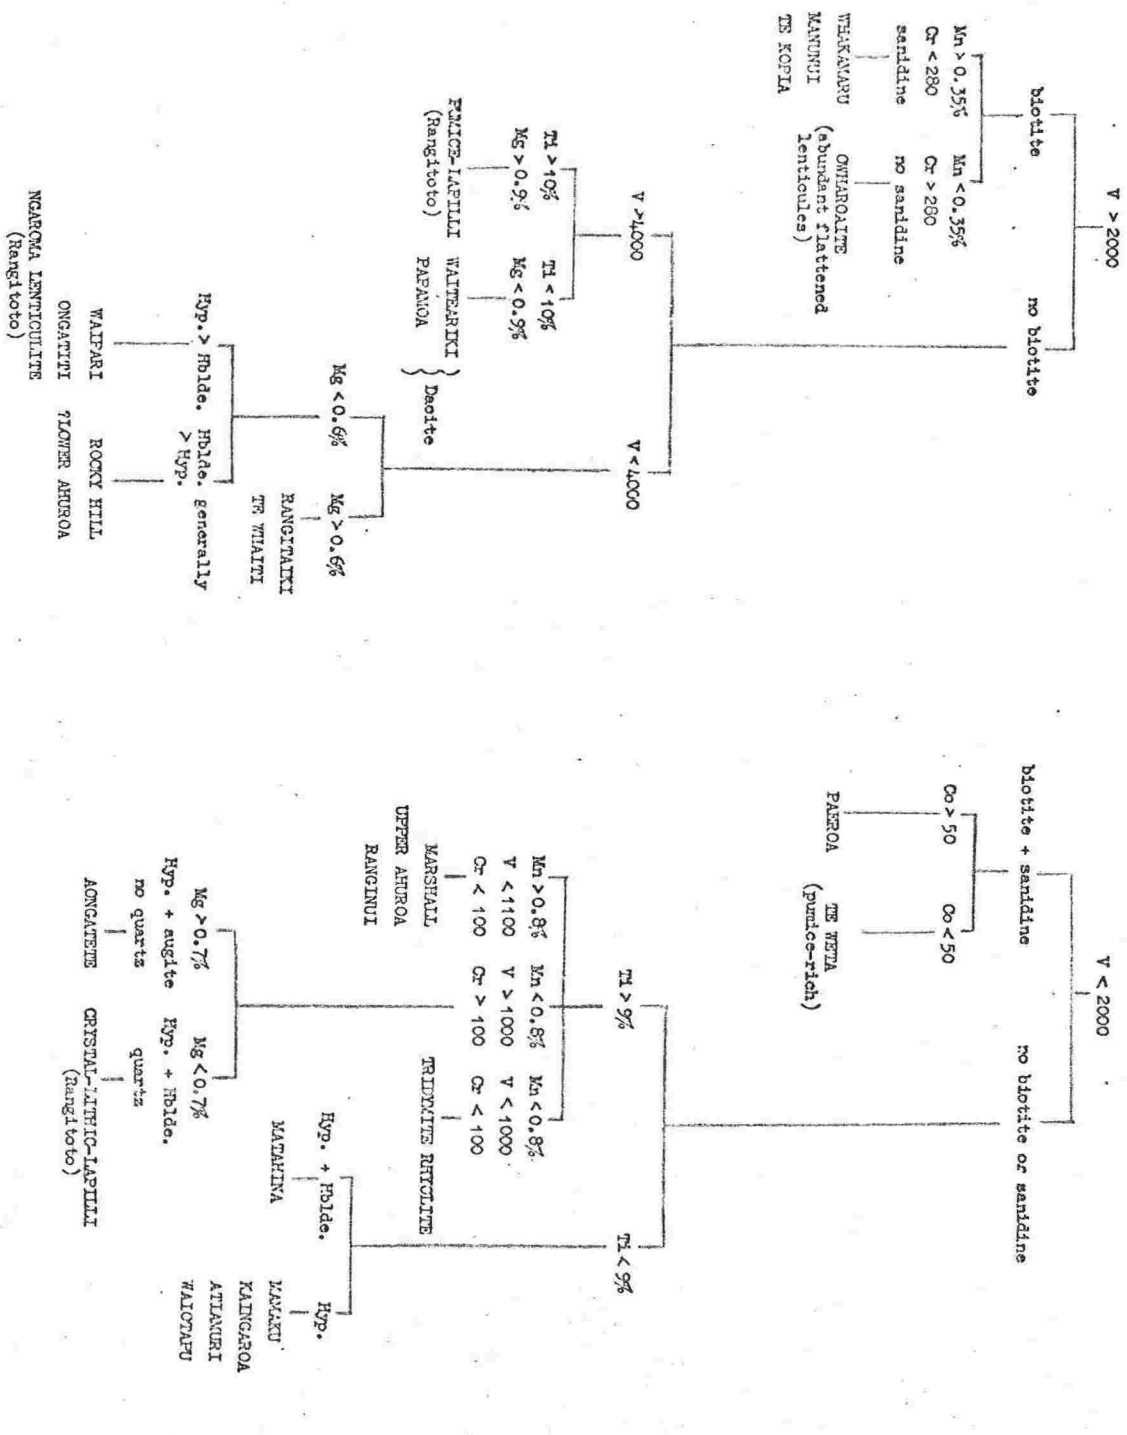 V > 2000
biotite
no biotite
Mn > 0.35%
Cr < 280
sanidine
WHAKAMARU
MANUNUI
TE KOPIA
Mn < 0.35%
Cr > 280
no sanidine
OWHAROAITE
(abundant flattened
lenticules)
V > 4000
V < 4000
Ti > 10%
Mg > 0.9%
PUMICE-LAPILLI
(Rangitoto)
Ti < 10%
Mg < 0.9%
WAITEARIKI
PAPAMOA
} Dacite
Mg < 0.6%
Mg > 0.6%
RANGITAIKI
TE WHAITI
Hyp. > Hblde.
WAIPARI
ONGATITI
NGAROMA LENTICULITE
(Rangitoto)
Hblde. generally
> Hyp.
ROCKY HILL
?LOWER AHUROA
V < 2000
biotite + sanidine
no biotite or sanidine
Co > 50
PAEROA
Co < 50
TE WETA
(pumice-rich)
Ti > 9%
Ti < 9%
Mn > 0.8%
V < 1100
Cr < 100
MARSHALL
UPPER AHUROA
RANGINUI
Mn < 0.8%
V > 1000
Cr > 100
Mn < 0.8%
V < 1000
Cr < 100
TRIDYMITE RHYOLITE
Mg > 0.7%
Hyp. + augite
no quartz
AONGATETE
Mg < 0.7%
Hyp. + Hblde.
quartz
CRYSTAL-LITHIC-LAPILLI
(Rangitoto)
Hyp. + Hblde.
MATAHINA
Hyp.
MAMAKU
KAINGAROA
ATIAMURI
WAIOTAPU